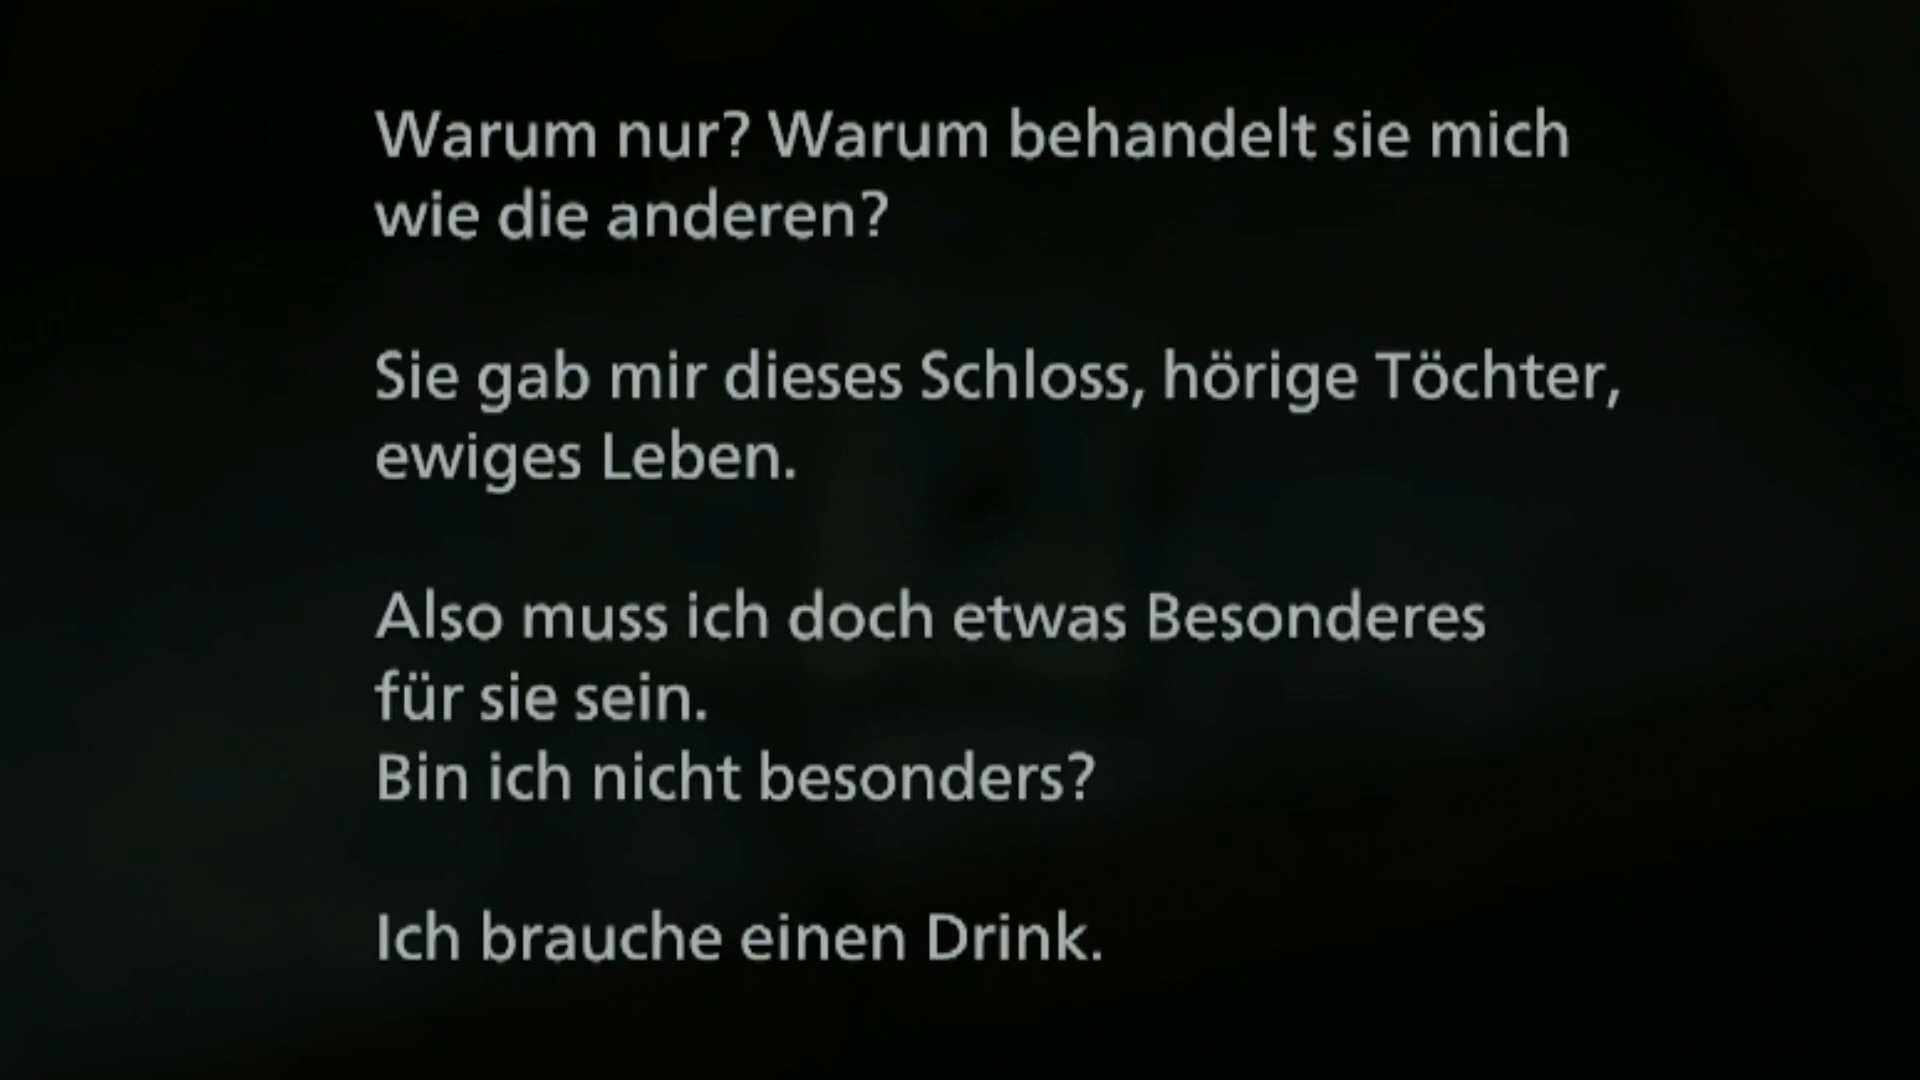 Warum nur? Warum behandelt sie mich
wie die anderen?
Sie gab mir dieses Schloss, hörige Töchter,
ewiges Leben.
Also muss ich doch etwas Besonderes
für sie sein.
Bin ich nicht besonders?
Ich brauche einen Drink.